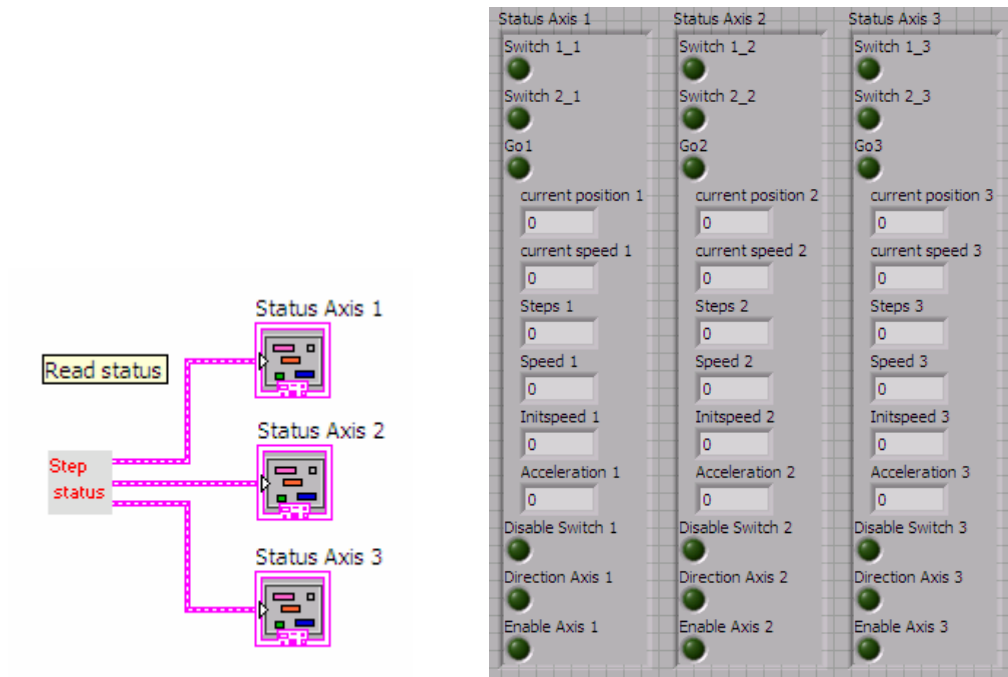 Read status
Step
status
Status Axis 1
Status Axis 2
Status Axis 3
Status Axis 1
Switch 1_1
Switch 2_1
Go1
current position 1
0
current speed 1
0
Steps 1
0
Speed 1
0
Initspeed 1
0
Acceleration 1
0
Disable Switch 1
Direction Axis 1
Enable Axis 1
Status Axis 2
Switch 1_2
Switch 2_2
Go2
current position 2
0
current speed 2
0
Steps 2
0
Speed 2
0
Initspeed 2
0
Acceleration 2
0
Disable Switch 2
Direction Axis 2
Enable Axis 2
Status Axis 3
Switch 1_3
Switch 2_3
Go3
current position 3
0
current speed 3
0
Steps 3
0
Speed 3
0
Initspeed 3
0
Acceleration 3
0
Disable Switch 3
Direction Axis 3
Enable Axis 3